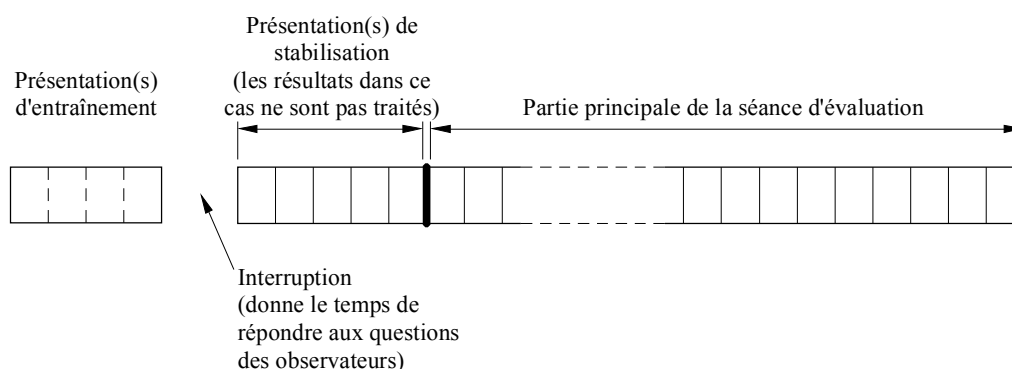 Présentation(s)
d'entraînement
Présentation(s) de
stabilisation
(les résultats dans ce
cas ne sont pas traités)
Partie principale de la séance d'évaluation
Interruption
(donne le temps de
répondre aux questions
des observateurs)